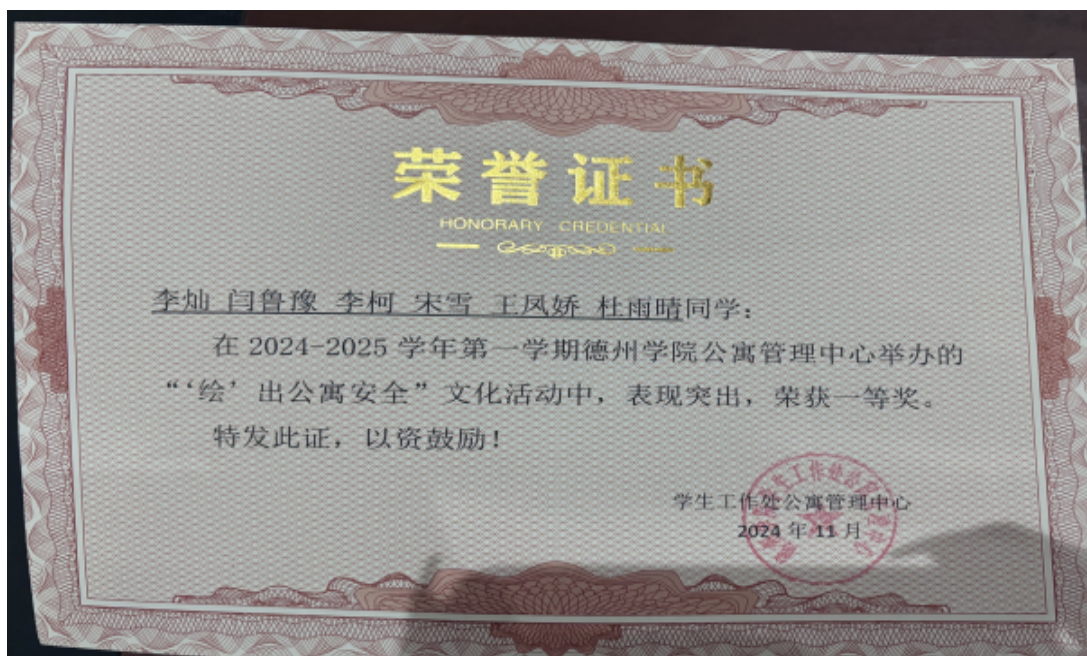 荣誉证书
HONORARY CREDENTIAL
李灿 闫鲁豫 李柯 宋雪 王凤娇 杜雨晴同学：
在 2024-2025 学年第一学期德州学院公寓管理中心举办的
“‘绘’出公寓安全”文化活动中，表现突出，荣获一等奖。
特发此证，以资鼓励！
学生工作处公寓管理中心
2024 年 11 月